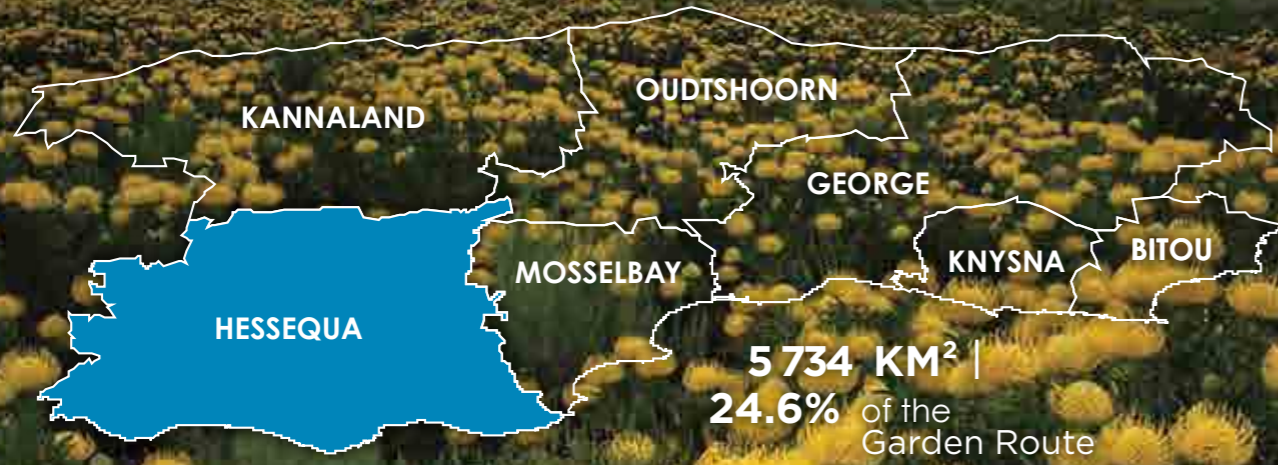 OUDTSHOORN
KANNALAND
GEORGE
BITOU
KNYSNA
MOSSELBAY
HESSEQUA
5 734 KM² |
24.6% of the
Garden Route